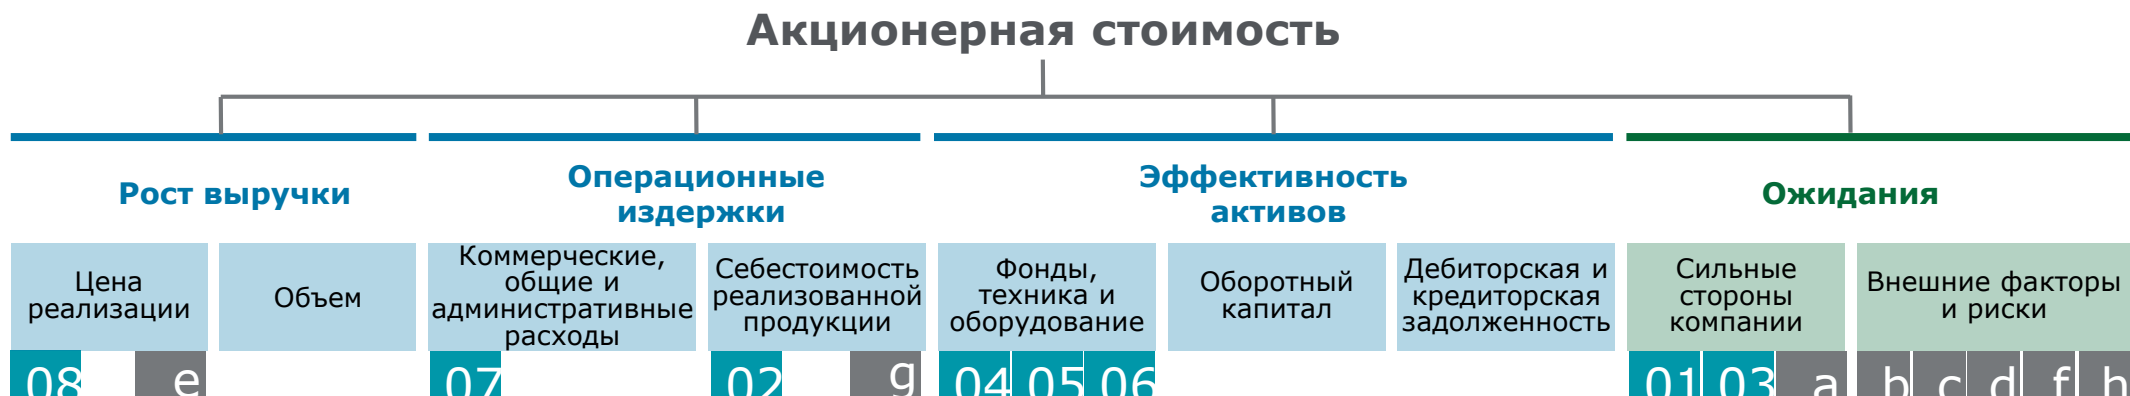 Акционерная стоимость
Рост выручки
Операционные
издержки
Эффективность
активов
Ожидания
Цена
реализации
Объем
Коммерческие,
общие и
административные
расходы
Себестоимость
реализованной
продукции
Фонды,
техника и
оборудование
Оборотный
капитал
Дебиторская и
кредиторская
задолженность
Сильные
стороны
компании
Внешние факторы
и риски
08 e 07 02 g 04 05 06 01 03 a b c d f h